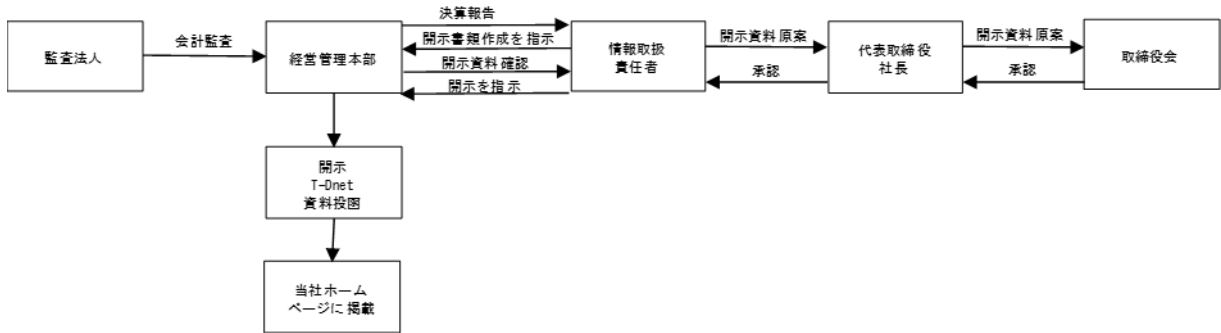 監査法人
会計監査
経営管理本部
決算報告
開示書類作成を指示
開示資料確認
開示を指示
情報取扱
責任者
開示資料原案
承認
代表取締役
社長
開示資料原案
承認
取締役会
開示
T-Dnet
資料投函
当社ホーム
ページに掲載